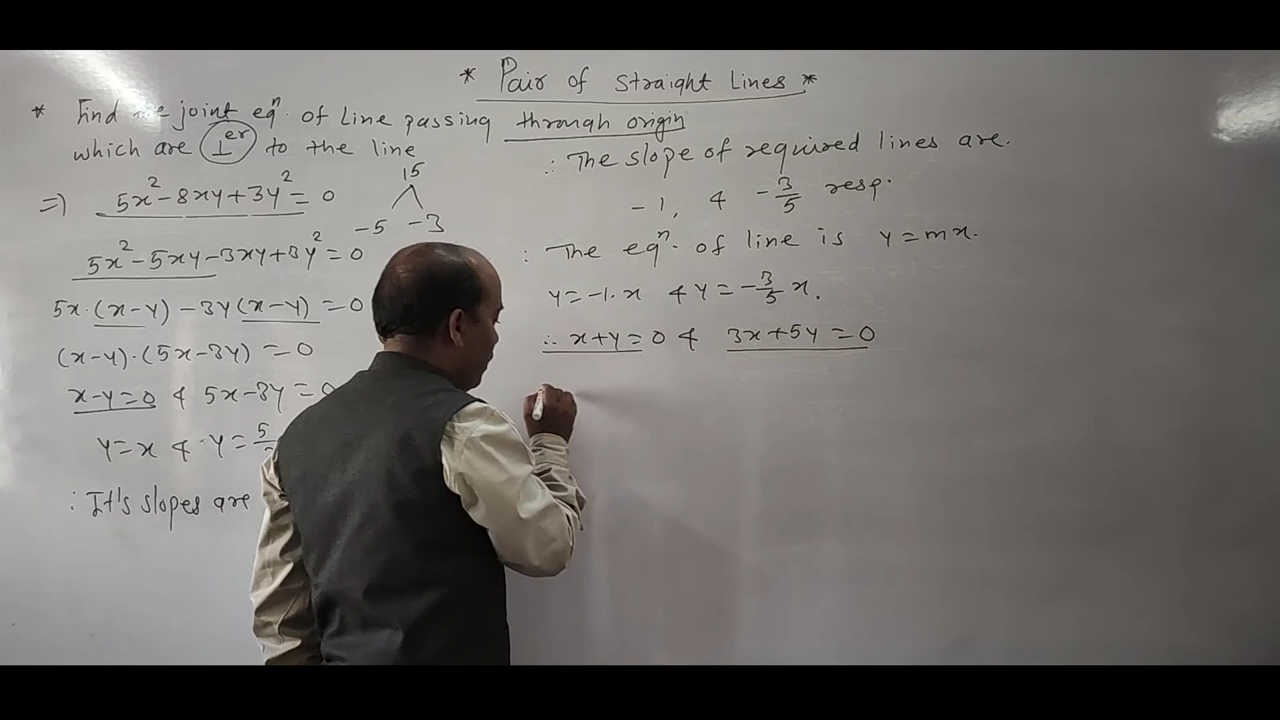 * Pair of Straight Lines *
* Find the joint eqⁿ. of Line passing through origin
which are ⊥er to the line
⇒) 5x²-8xy+3y²=0
15
-5 -3
5x²-5xy-3xy+3y²=0
5x.(x-y)-3y(x-y)=0
(x-y).(5x-3y)=0
x-y=0 & 5x-3y=0
y=x & y=5
∴ It's slopes are
∴ The slope of required lines are.
-1, & -3/5 resp.
∴ The eqⁿ. of line is y=mx.
y=-1.x & y=-3/5 x.
∴ x+y=0 & 3x+5y=0